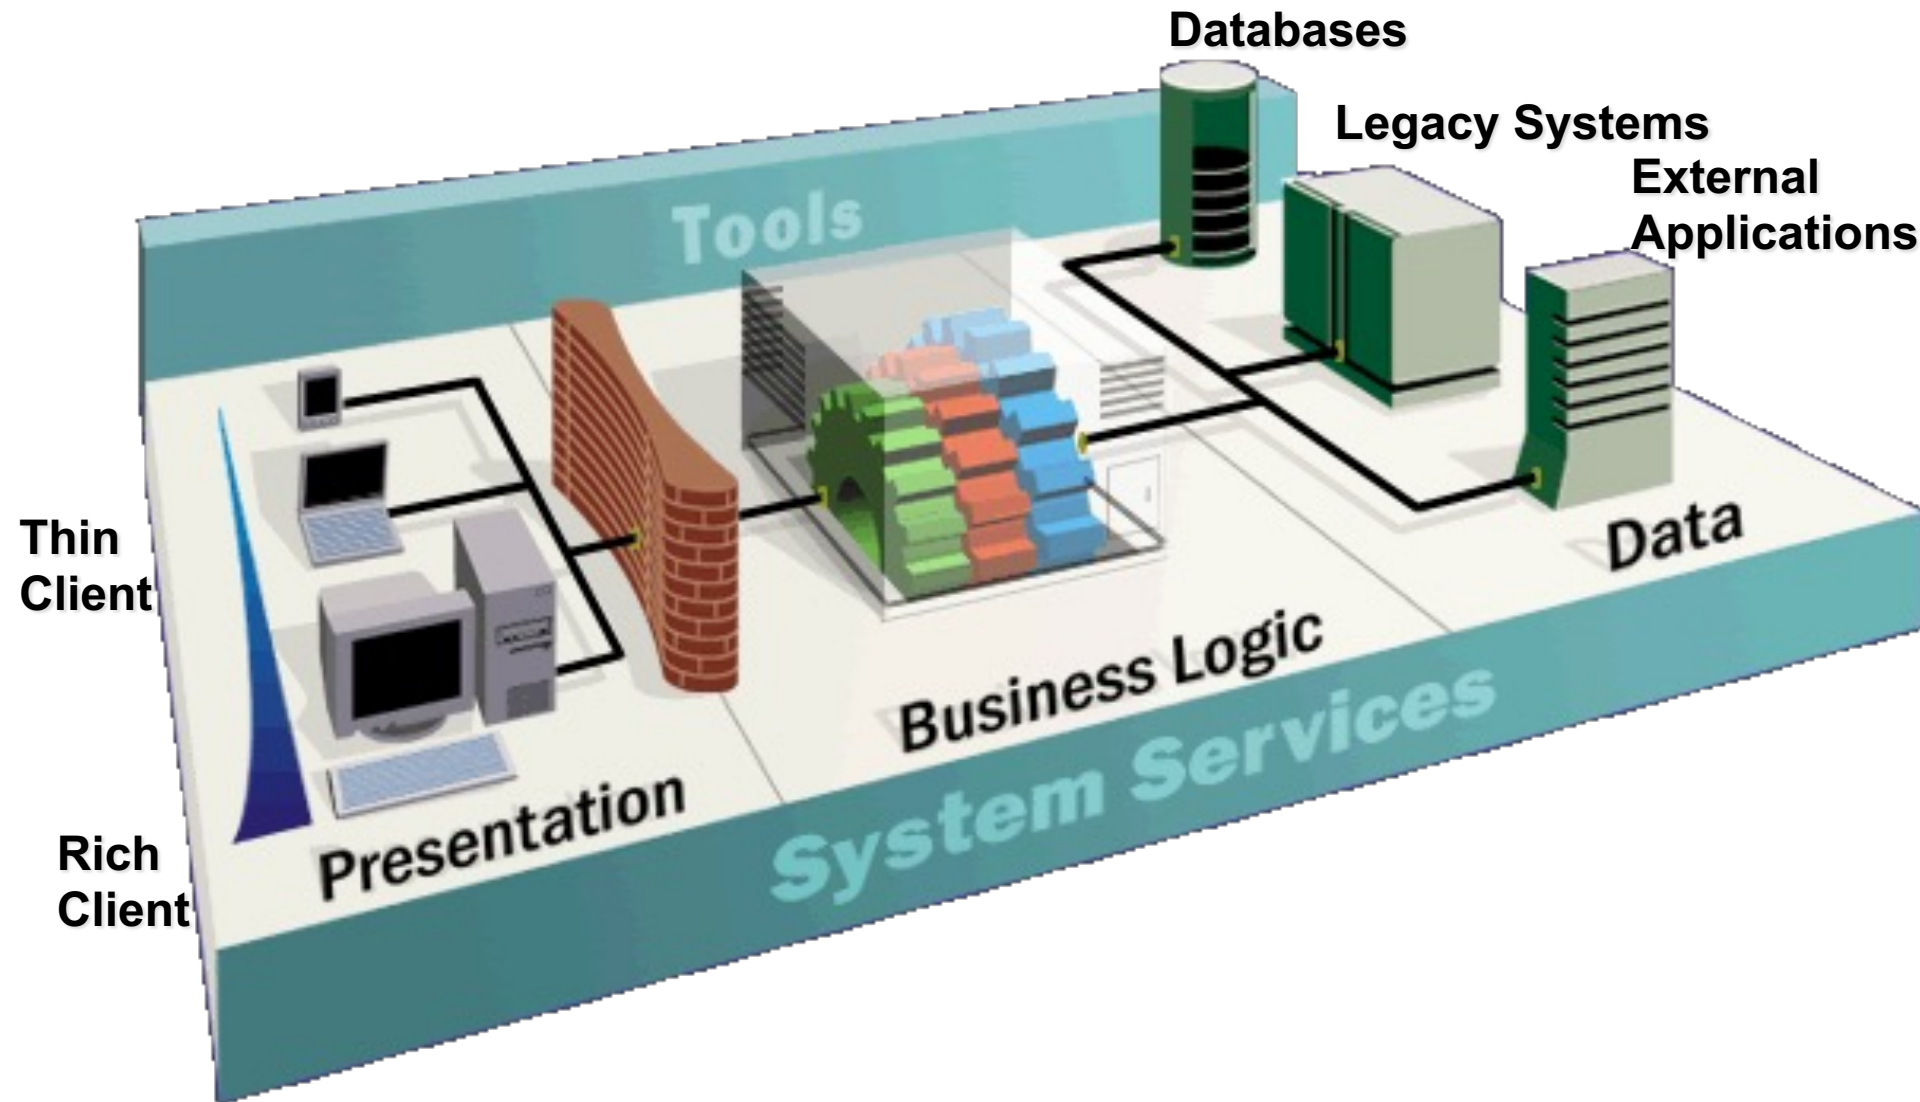 Databases
Legacy Systems
External
Applications
Tools
Thin
Client
Data
Business Logic
Presentation
System Services
Rich
Client